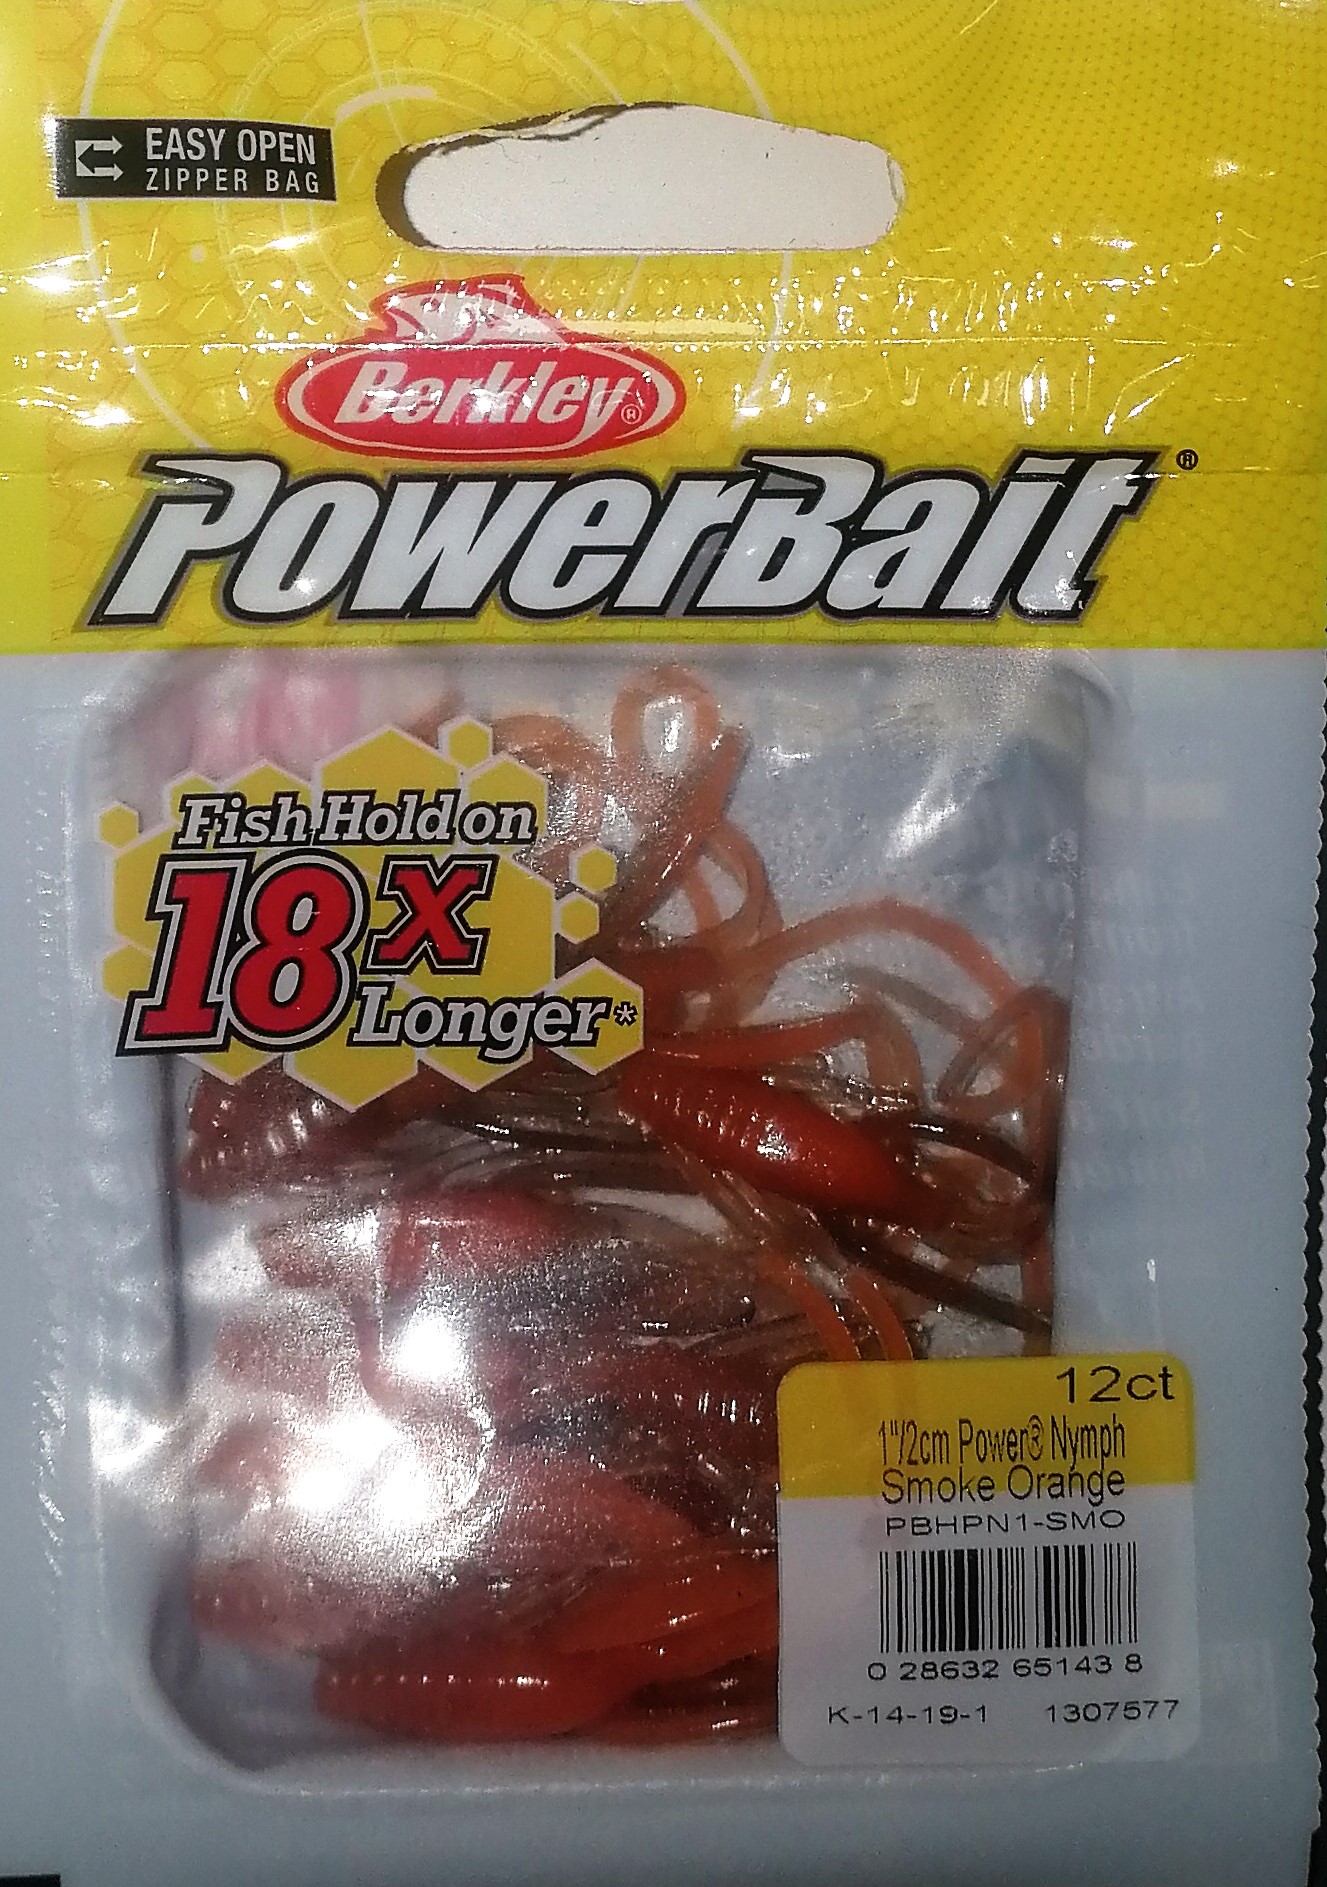 EASY OPEN
ZIPPER BAG
Berkley®
PowerBait®
Fish Hold on
18x
Longer*
12ct
1"/2cm Power® Nymph
Smoke Orange
PBHPN1-SMO
0 28632 65143 8
K-14-19-1 1307577